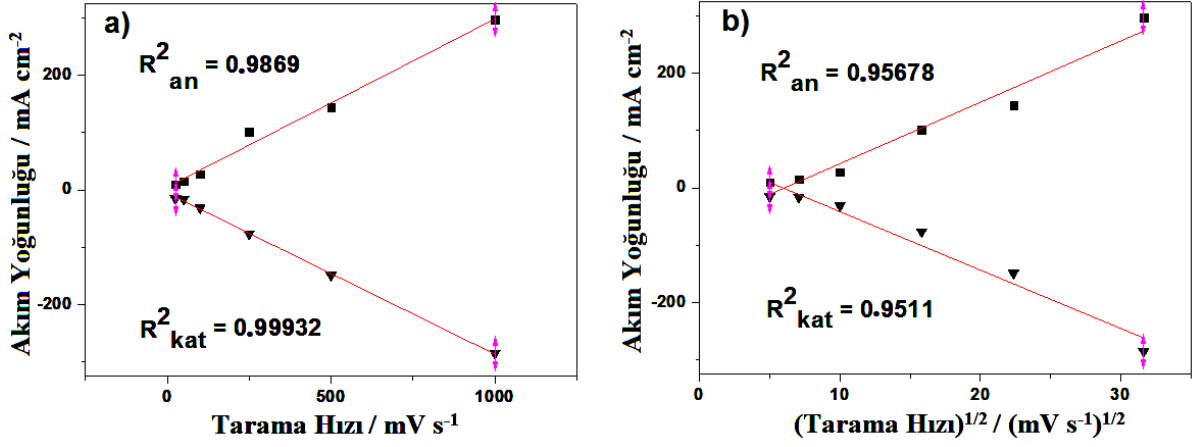 a)
R²an = 0.9869
R²kat = 0.99932
Akım Yoğunluğu / mA cm⁻²
200
0
-200
0
500
1000
Tarama Hızı / mV s⁻¹
b)
R²an = 0.95678
R²kat = 0.9511
Akım Yoğunluğu / mA cm⁻²
200
0
-200
0
10
20
30
(Tarama Hızı)¹/² / (mV s⁻¹)¹/²